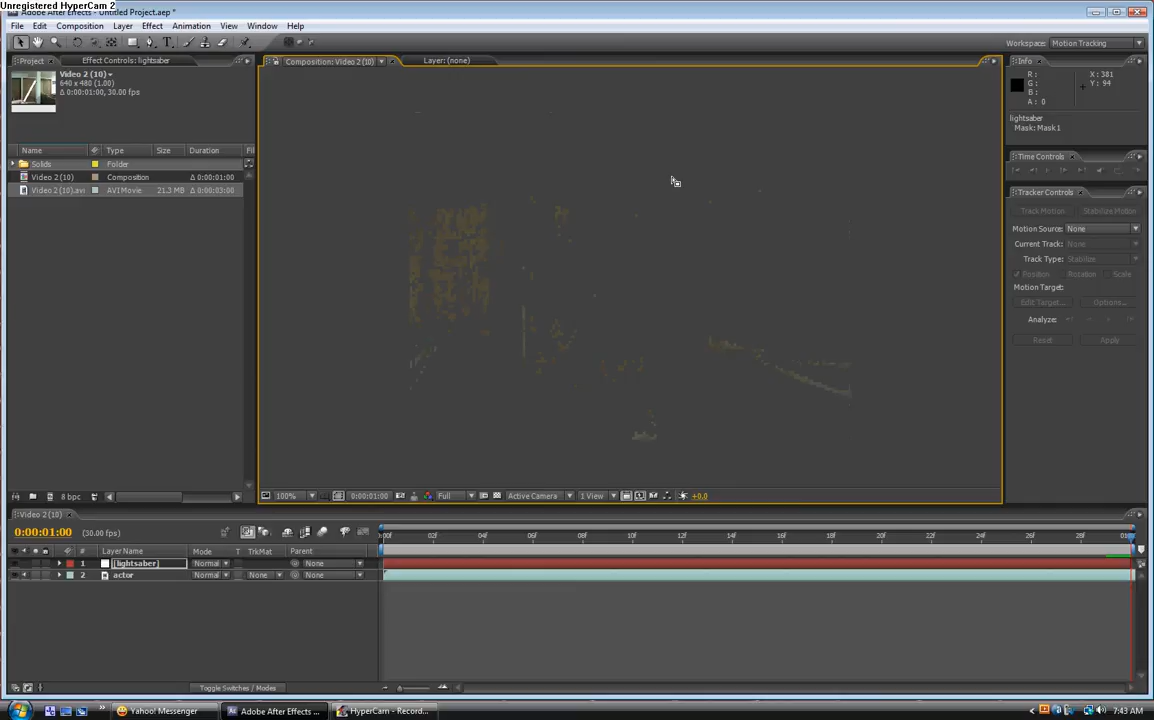 Unregistered HyperCam 2
Adobe After Effects - Untitled Project.aep *
File Edit Composition Layer Effect Animation View Window Help
Workspace: Motion Tracking
Project Effect Controls: lightsaber
Composition: Video 2 (10) Layer: (none)
Info
Video 2 (10)
640 x 480 (1.00)
Δ 0:00:01:00, 30.00 fps
R :
G :
B :
A : 0
X : 381
Y : 94
lightsaber
Mask: Mask 1
Name Type Size Duration Fil
Solids Folder
Video 2 (10) Composition Δ 0:00:01:00
Video 2 (10).avi AVI Movie 21.3 MB Δ 0:00:03:00
Time Controls
Tracker Controls
Track Motion Stabilize Motion
Motion Source: None
Current Track: None
Track Type: Stabilize
Position Rotation Scale
Motion Target:
Edit Target... Options...
Analyze:
Reset Apply
8 bpc
100% 0:00:01:00 Full Active Camera 1 View +0.0
Video 2 (10)
0:00:01:00 (30.00 fps)
:00f 02f 04f 06f 08f 10f 12f 14f 16f 18f 20f 22f 24f 26f 28f 01:
# Layer Name Mode T TrkMat Parent
1 [lightsaber] Normal None
2 actor Normal None None
Toggle Switches / Modes
Yahoo! Messenger Adobe After Effects ... HyperCam - Record...
7:43 AM